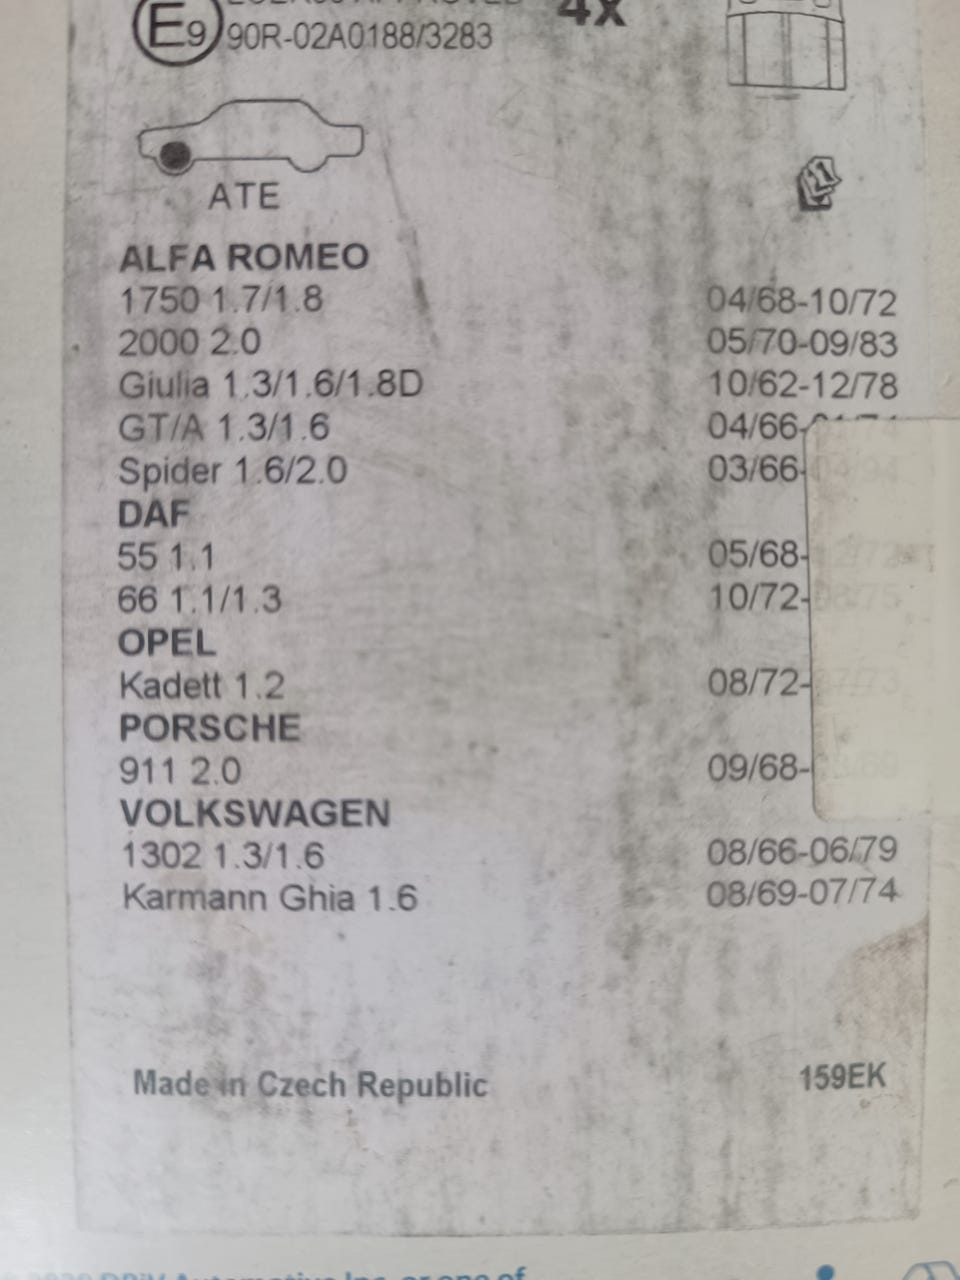 E9
90R-02A0188/3283
4x
ATE
ALFA ROMEO
1750 1.7/1.8 04/68-10/72
2000 2.0 05/70-09/83
Giulia 1.3/1.6/1.8D 10/62-12/78
GT/A 1.3/1.6 04/66-
Spider 1.6/2.0 03/66-
DAF
55 1.1 05/68-
66 1.1/1.3 10/72-
OPEL
Kadett 1.2 08/72-
PORSCHE
911 2.0 09/68-
VOLKSWAGEN
1302 1.3/1.6 08/66-06/79
Karmann Ghia 1.6 08/69-07/74
Made in Czech Republic 159EK
Automotive Inc. or one of